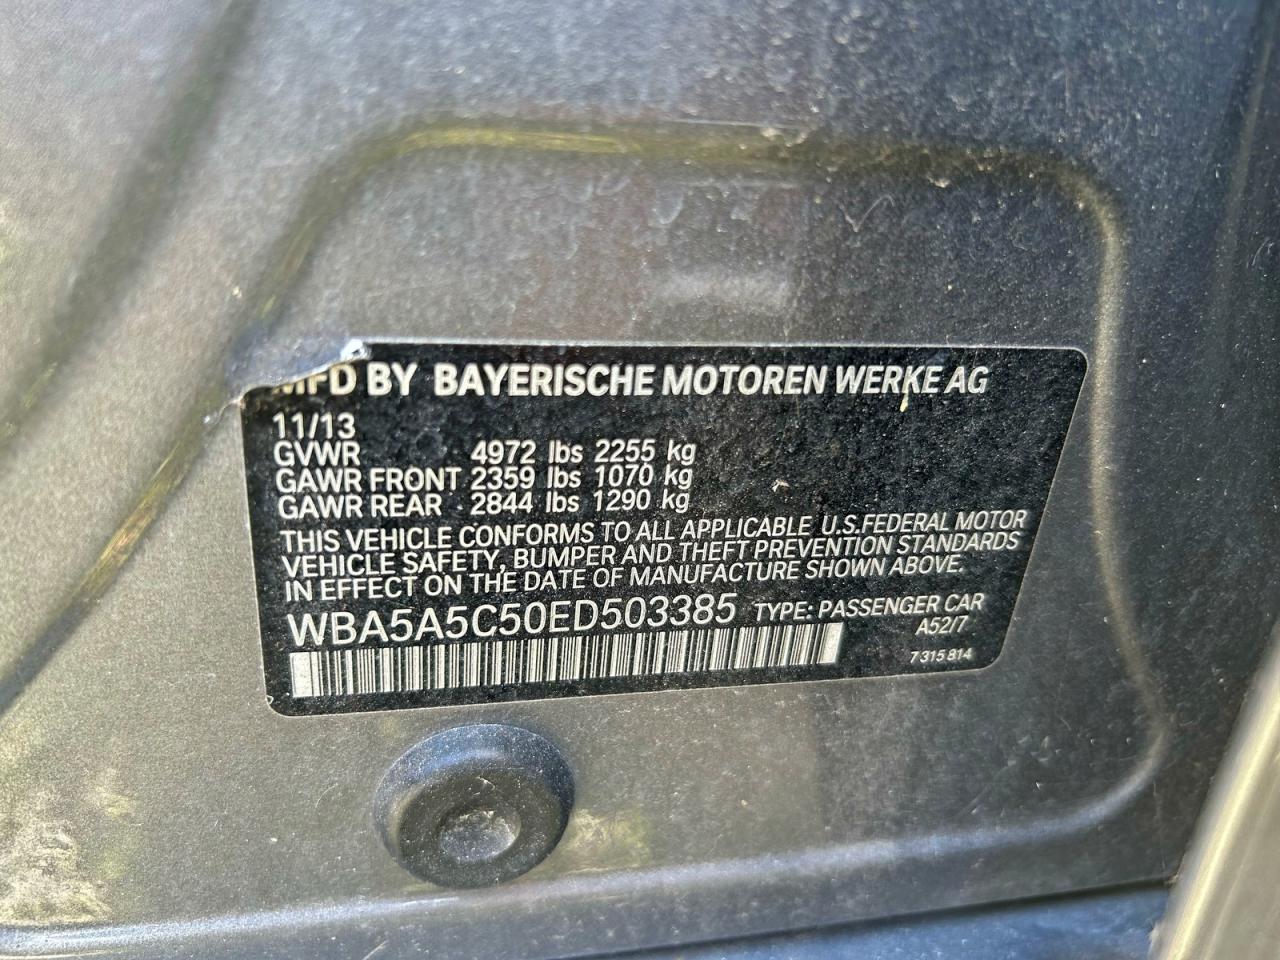 MFD BY BAYERISCHE MOTOREN WERKE AG
11/13
GVWR 4972 lbs 2255 kg
GAWR FRONT 2359 lbs 1070 kg
GAWR REAR 2844 lbs 1290 kg
THIS VEHICLE CONFORMS TO ALL APPLICABLE U.S.FEDERAL MOTOR
VEHICLE SAFETY, BUMPER AND THEFT PREVENTION STANDARDS
IN EFFECT ON THE DATE OF MANUFACTURE SHOWN ABOVE.
WBA5A5C50ED503385 TYPE: PASSENGER CAR
A52/7
7 315 814